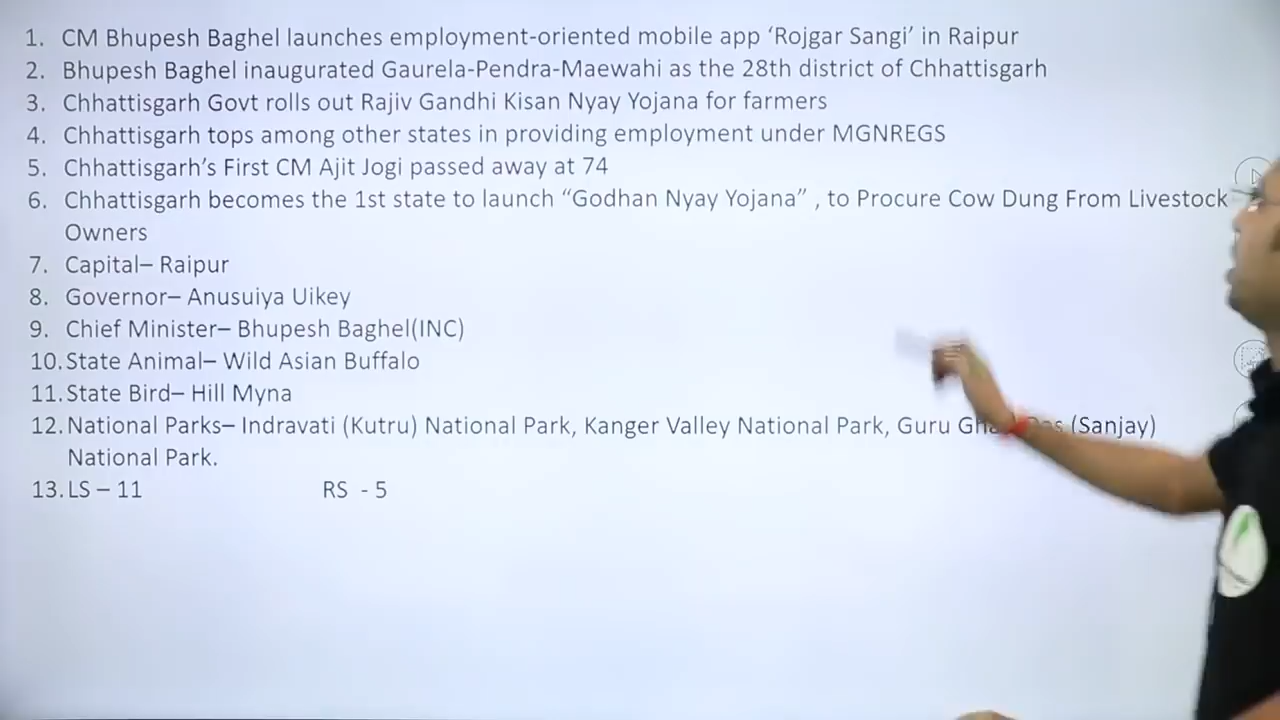 1. CM Bhupesh Baghel launches employment-oriented mobile app ‘Rojgar Sangi’ in Raipur
2. Bhupesh Baghel inaugurated Gaurela-Pendra-Maewahi as the 28th district of Chhattisgarh
3. Chhattisgarh Govt rolls out Rajiv Gandhi Kisan Nyay Yojana for farmers
4. Chhattisgarh tops among other states in providing employment under MGNREGS
5. Chhattisgarh’s First CM Ajit Jogi passed away at 74
6. Chhattisgarh becomes the 1st state to launch “Godhan Nyay Yojana” , to Procure Cow Dung From Livestock
Owners
7. Capital– Raipur
8. Governor– Anusuiya Uikey
9. Chief Minister– Bhupesh Baghel(INC)
10. State Animal– Wild Asian Buffalo
11. State Bird– Hill Myna
12. National Parks– Indravati (Kutru) National Park, Kanger Valley National Park, Guru (Sanjay)
National Park.
13. LS – 11 RS - 5